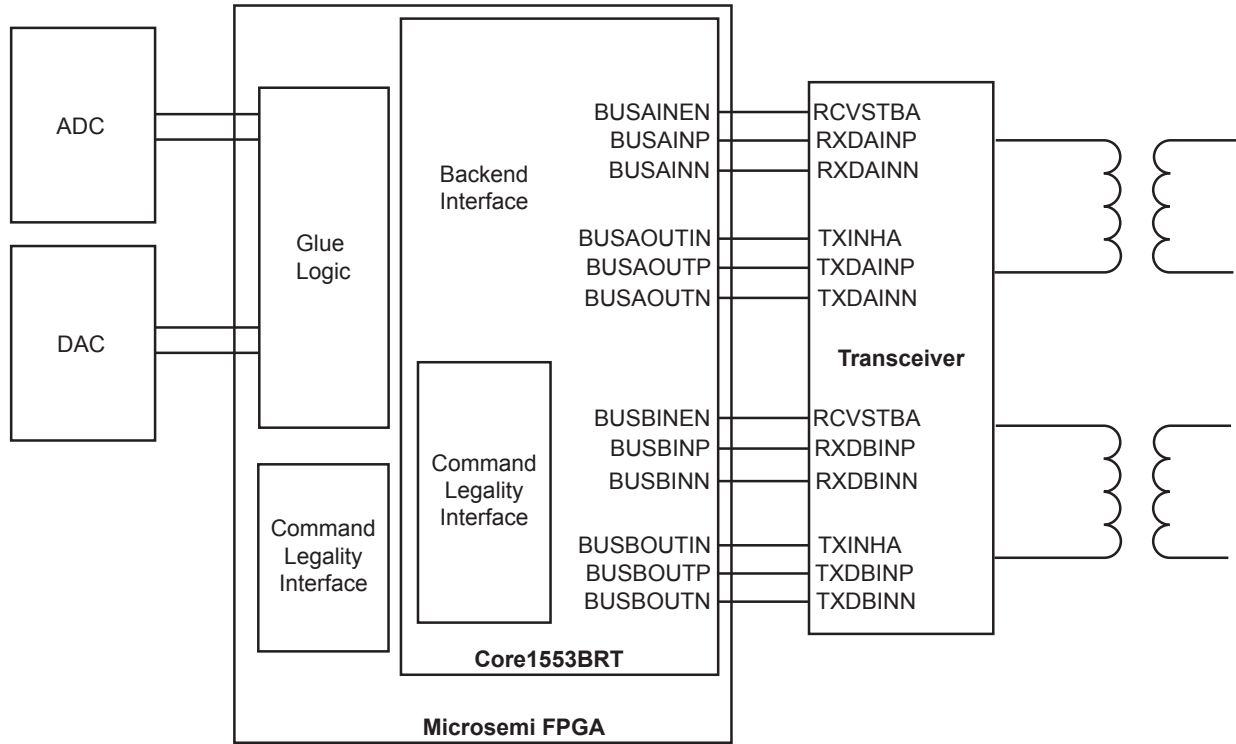 ADC
DAC
Glue
Logic
Command
Legality
Interface
Backend
Interface
Command
Legality
Interface
BUSAINEN
BUSAINP
BUSAINN
BUSAOUTIN
BUSAOUTP
BUSAOUTN
BUSBINEN
BUSBINP
BUSBINN
BUSBOUTIN
BUSBOUTP
BUSBOUTN
Core1553BRT
Microsemi FPGA
RCVSTBA
RXDAINP
RXDAINN
TXINHA
TXDAINP
TXDAINN
Transceiver
RCVSTBA
RXDBINP
RXDBINN
TXINHA
TXDBINP
TXDBINN